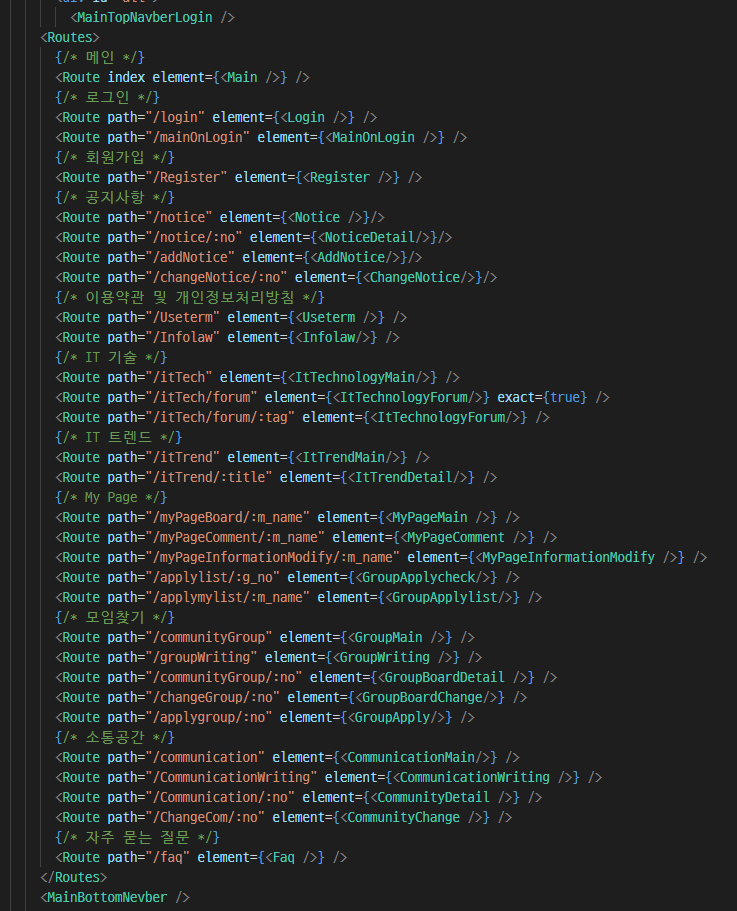 <MainTopNavberLogin />
<Routes>
{/* 메인 */}
<Route index element={<Main />} />
{/* 로그인 */}
<Route path="/login" element={<Login />} />
<Route path="/mainOnLogin" element={<MainOnLogin />} />
{/* 회원가입 */}
<Route path="/Register" element={<Register />} />
{/* 공지사항 */}
<Route path="/notice" element={<Notice />}/>
<Route path="/notice/:no" element={<NoticeDetail/>}/>
<Route path="/addNotice" element={<AddNotice/>}/>
<Route path="/changeNotice/:no" element={<ChangeNotice/>}/>
{/* 이용약관 및 개인정보처리방침 */}
<Route path="/Useterm" element={<Useterm />} />
<Route path="/Infolaw" element={<Infolaw/>} />
{/* IT 기술 */}
<Route path="/itTech" element={<ItTechnologyMain/>} />
<Route path="/itTech/forum" element={<ItTechnologyForum/>} exact={true} />
<Route path="/itTech/forum/:tag" element={<ItTechnologyForum/>} />
{/* IT 트렌드 */}
<Route path="/itTrend" element={<ItTrendMain/>} />
<Route path="/itTrend/:title" element={<ItTrendDetail/>} />
{/* My Page */}
<Route path="/myPageBoard/:m_name" element={<MyPageMain />} />
<Route path="/myPageComment/:m_name" element={<MyPageComment />} />
<Route path="/myPageInformationModify/:m_name" element={<MyPageInformationModify />} />
<Route path="/applylist/:g_no" element={<GroupApplycheck/>} />
<Route path="/applymylist/:m_name" element={<GroupApplylist/>} />
{/* 모임찾기 */}
<Route path="/communityGroup" element={<GroupMain />} />
<Route path="/groupWriting" element={<GroupWriting />} />
<Route path="/communityGroup/:no" element={<GroupBoardDetail />} />
<Route path="/changeGroup/:no" element={<GroupBoardChange/>} />
<Route path="/applygroup/:no" element={<GroupApply/>} />
{/* 소통공간 */}
<Route path="/communication" element={<CommunicationMain/>} />
<Route path="/CommunicationWriting" element={<CommunicationWriting />} />
<Route path="/Communication/:no" element={<CommunityDetail />} />
<Route path="/ChangeCom/:no" element={<CommunityChange />} />
{/* 자주 묻는 질문 */}
<Route path="/faq" element={<Faq />} />
</Routes>
<MainBottomNevber />